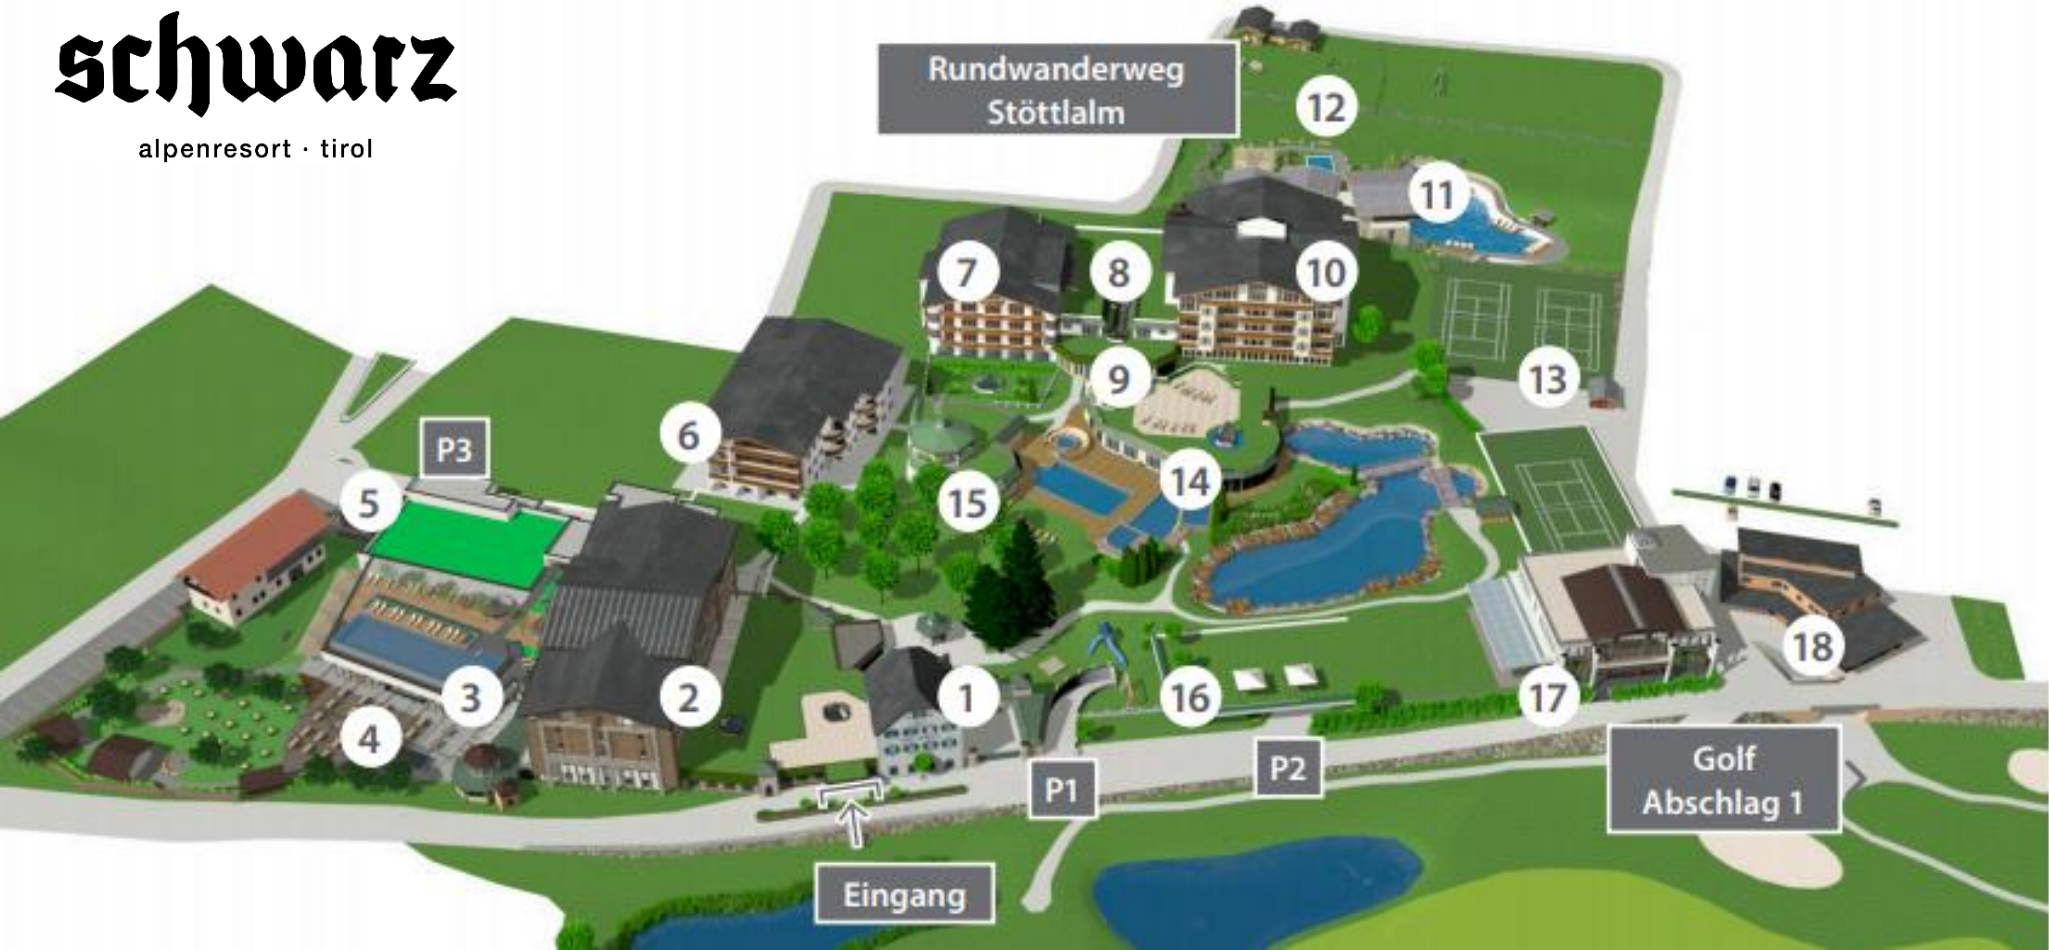 schwarz
alpenresort · tirol
Rundwanderweg
Stöttlalm
12
11
7
8
10
9
13
6
P3
5
15
14
18
3
2
1
16
17
4
Golf
Abschlag 1
P2
P1
Eingang